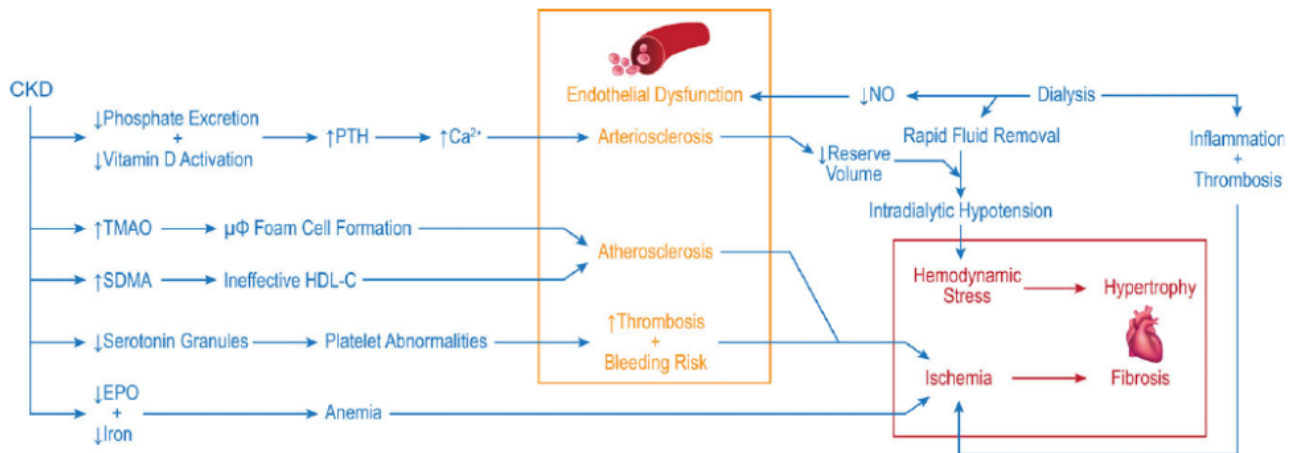 CKD
↓Phosphate Excretion
+
↓Vitamin D Activation
↑PTH
↑Ca²⁺
↑TMAO
μΦ Foam Cell Formation
↑SDMA
Ineffective HDL-C
↓Serotonin Granules
Platelet Abnormalities
↓EPO
+
↓Iron
Anemia
Endothelial Dysfunction
Arteriosclerosis
Atherosclerosis
↑Thrombosis
+
Bleeding Risk
↓NO
Dialysis
Rapid Fluid Removal
↓Reserve
Volume
Intradialytic Hypotension
Inflammation
+
Thrombosis
Hemodynamic
Stress
Hypertrophy
Ischemia
Fibrosis